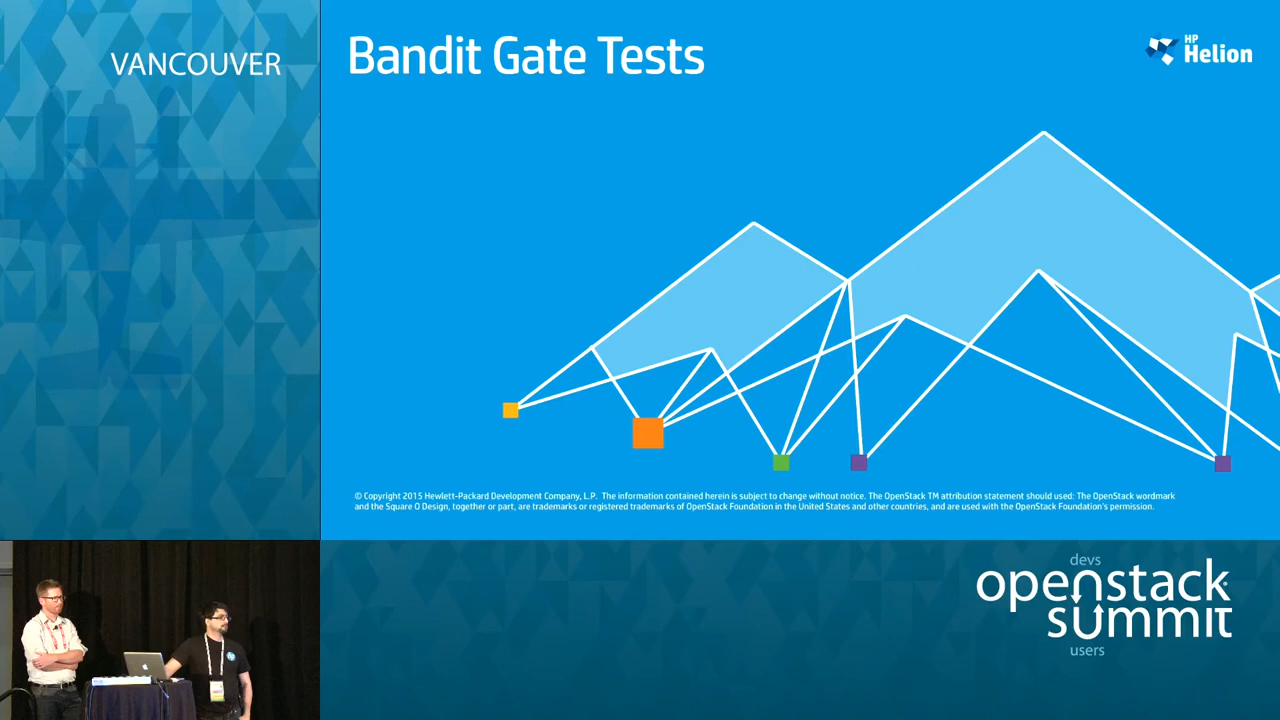 VANCOUVER
Bandit Gate Tests
HP
Helion
© Copyright 2015 Hewlett-Packard Development Company, L.P. The information contained herein is subject to change without notice. The OpenStack TM attribution statement should used: The OpenStack wordmark
and the Square O Design, together or part, are trademarks or registered trademarks of OpenStack Foundation in the United States and other countries, and are used with the OpenStack Foundation's permission.
devs
openstack
summit
users